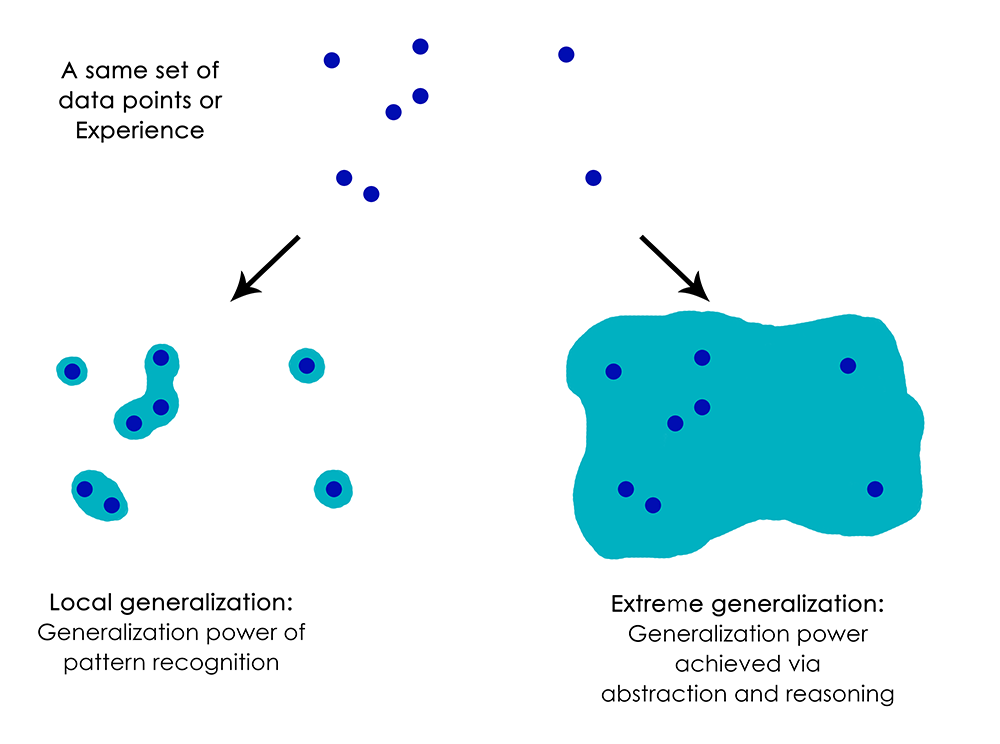 A same set of
data points or
Experience
Local generalization:
Generalization power of
pattern recognition
Extreme generalization:
Generalization power
achieved via
abstraction and reasoning